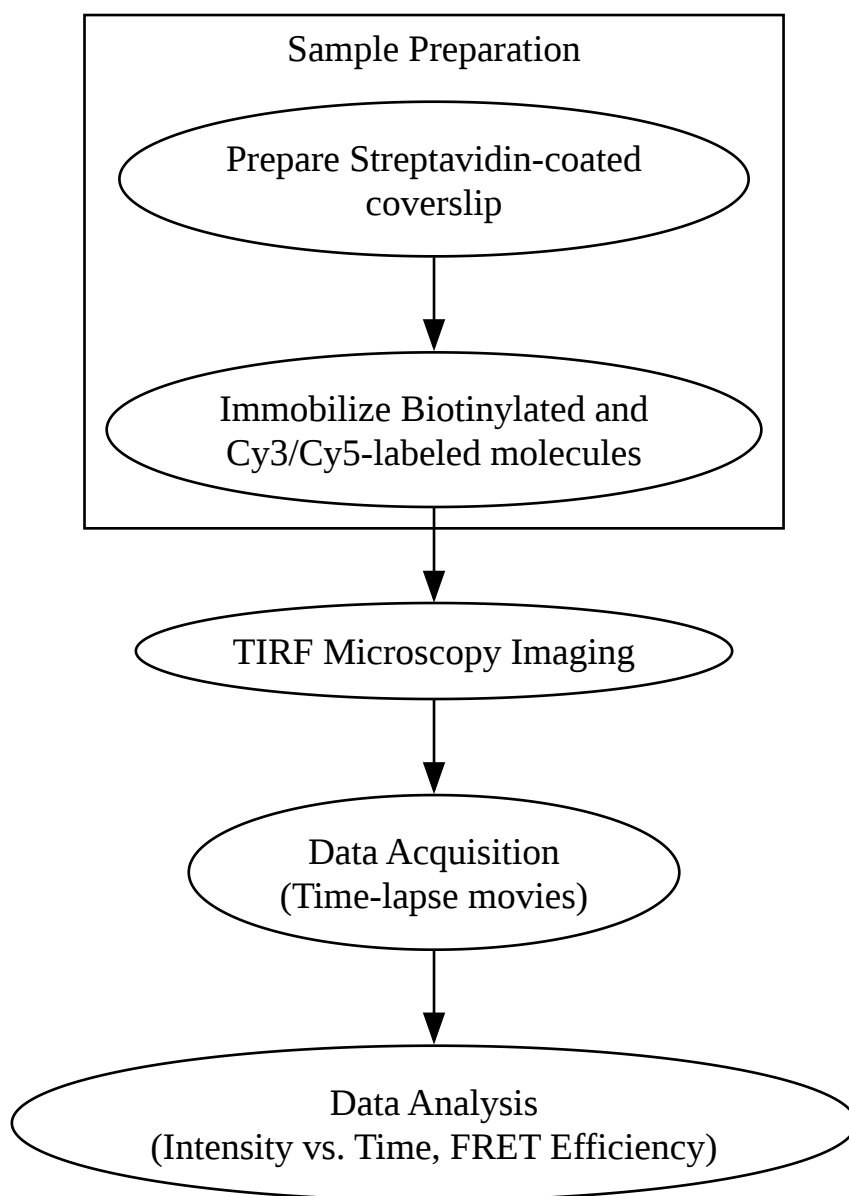 Sample Preparation
Prepare Streptavidin-coated
coverslip
Immobilize Biotinylated and
Cy3/Cy5-labeled molecules
TIRF Microscopy Imaging
Data Acquisition
(Time-lapse movies)
Data Analysis
(Intensity vs. Time, FRET Efficiency)